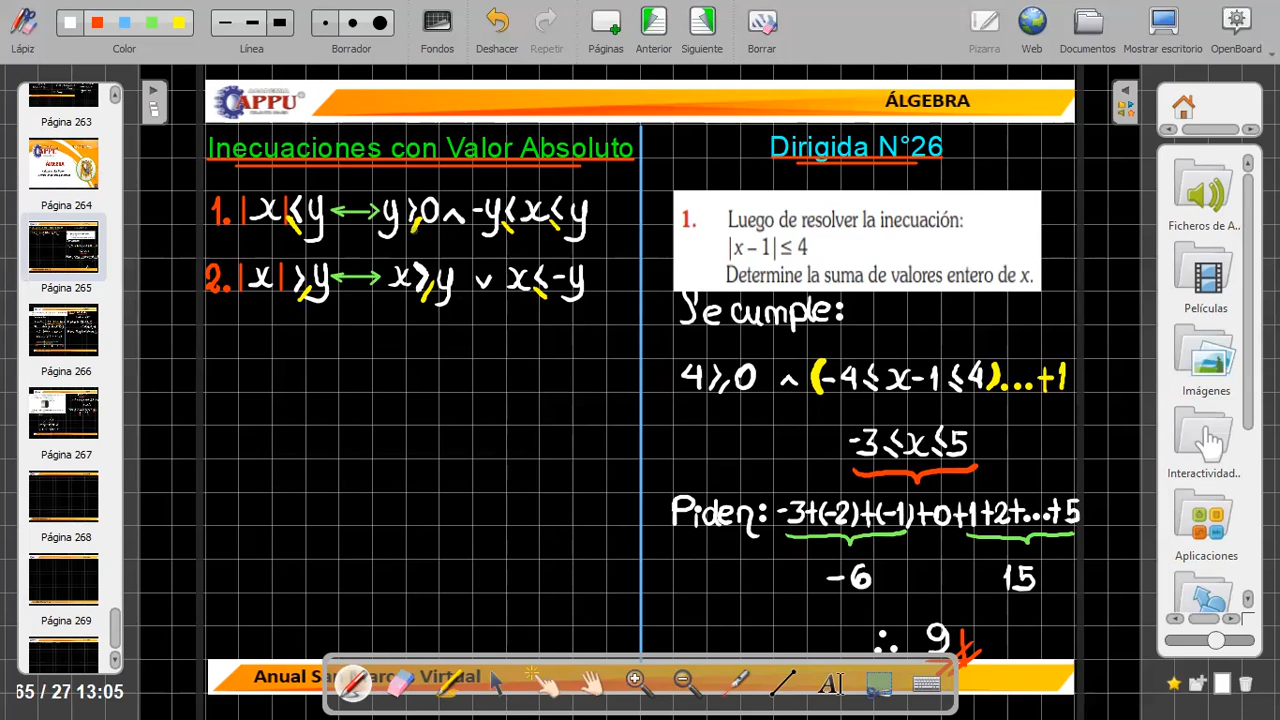 Lápiz
Color
Línea
Borrador
Fondos
Deshacer
Repetir
Páginas
Anterior
Siguiente
Borrar
Pizarra
Web
Documentos
Mostrar escritorio
OpenBoard
Página 263
Página 264
Página 265
Página 266
Página 267
Página 268
Página 269
65 / 27 13:05
ACADEMIA
APPU
ÁLGEBRA
Inecuaciones con Valor Absoluto
1. |x| ≤ y ⟷ y ≥ 0 ∧ -y ≤ x ≤ y
2. |x| ≥ y ⟷ x ≥ y ∨ x ≤ -y
Dirigida N°26
1. Luego de resolver la inecuación:
|x – 1| ≤ 4
Determine la suma de valores entero de x.
Se cumple:
4 ≥ 0 ∧ (-4 ≤ x-1 ≤ 4)...+1
-3 ≤ x ≤ 5
Piden: -3+(-2)+(-1)+0+1+2+...+5
-6 15
∴ 9
Anual Sa
Virtual
Ficheros de A...
Películas
Imágenes
Interactividad...
Aplicaciones